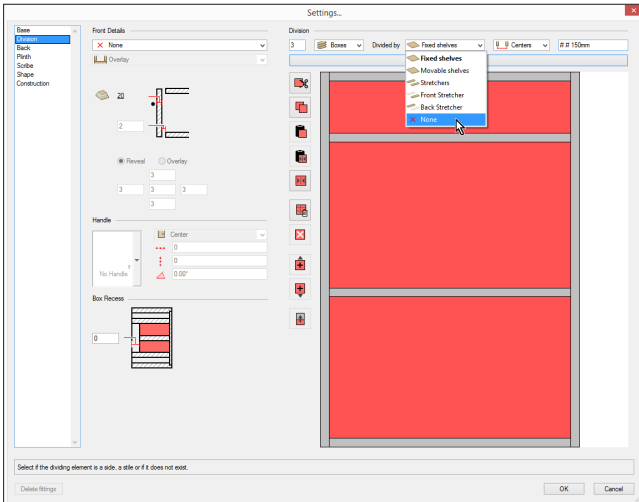 Settings...
Base
Division
Back
Plinth
Scribe
Shape
Construction
Front Details
None
Overlay
20
2
Reveal
Overlay
3
3 3 3
3
Handle
No Handle
Center
0
0
0.00°
Box Recess
0
Division
3 Boxes Divided by Fixed shelves Centers #:# 150mm
Fixed shelves
Movable shelves
Stretchers
Front Stretcher
Back Stretcher
None
Select if the dividing element is a side, a stile or if it does not exist.
Delete fittings
OK
Cancel